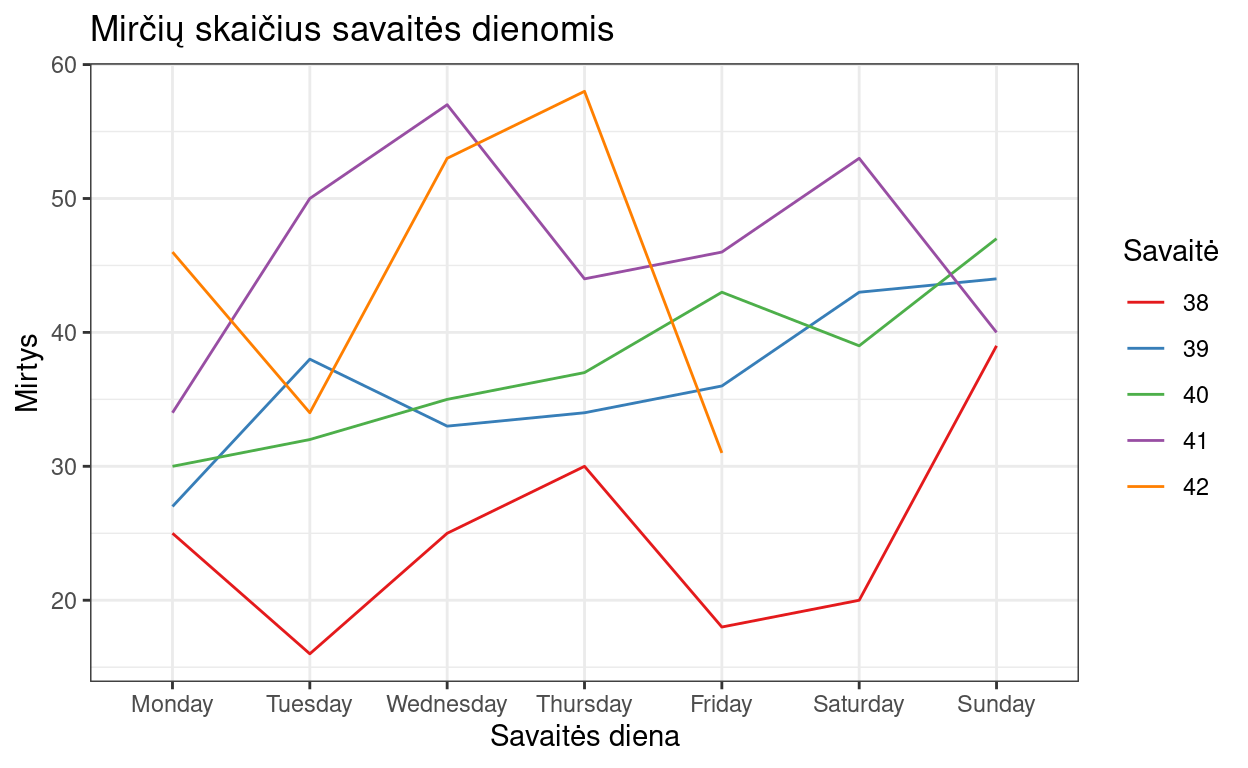 Mirčių skaičius savaitės dienomis
60
50
40
30
20
Mirtys
Monday Tuesday Wednesday Thursday Friday Saturday Sunday
Savaitės diena
Savaitė
38
39
40
41
42